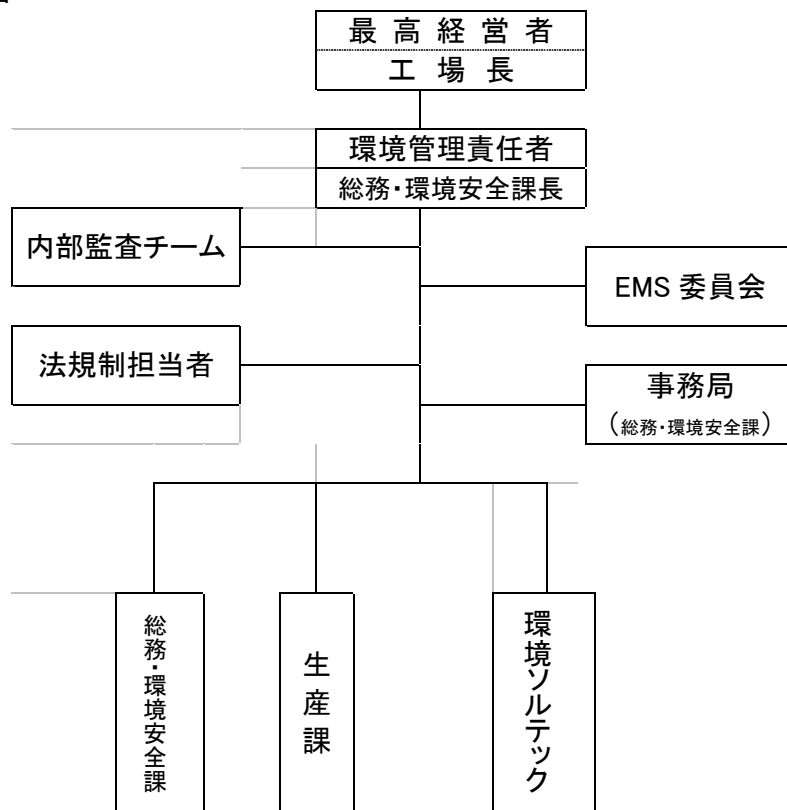 最高経営者
工場長
環境管理責任者
総務・環境安全課長
内部監査チーム
EMS 委員会
法規制担当者
事務局
（総務・環境安全課）
総務・環境安全課
生産課
環境ソルテック